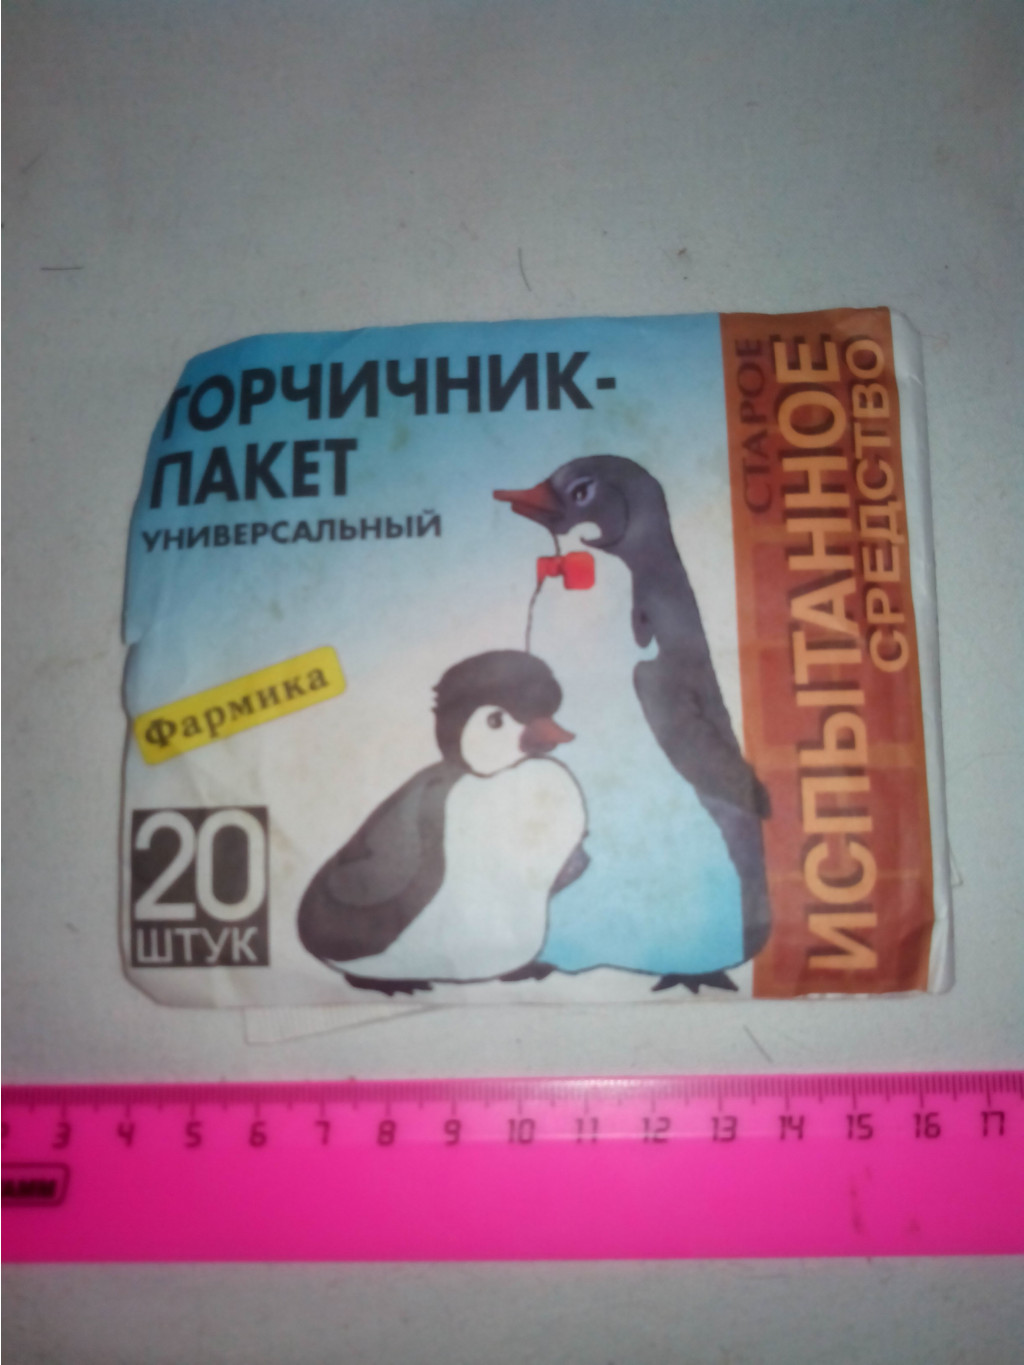 ГОРЧИЧНИК-
ПАКЕТ
УНИВЕРСАЛЬНЫЙ
Фармика
20
ШТУК
СТАРОЕ
ИСПЫТАННОЕ
СРЕДСТВО
3 4 5 6 7 8 9 10 11 12 13 14 15 16 17